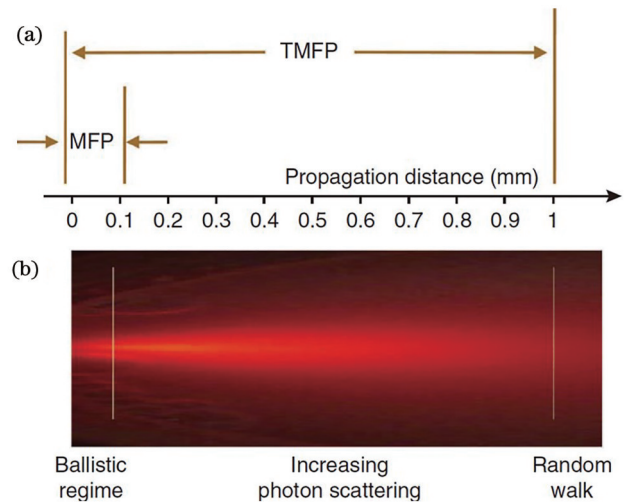 (a)
TMFP
MFP
Propagation distance (mm)
0 0.1 0.2 0.3 0.4 0.5 0.6 0.7 0.8 0.9 1
(b)
Ballistic
regime
Increasing
photon scattering
Random
walk